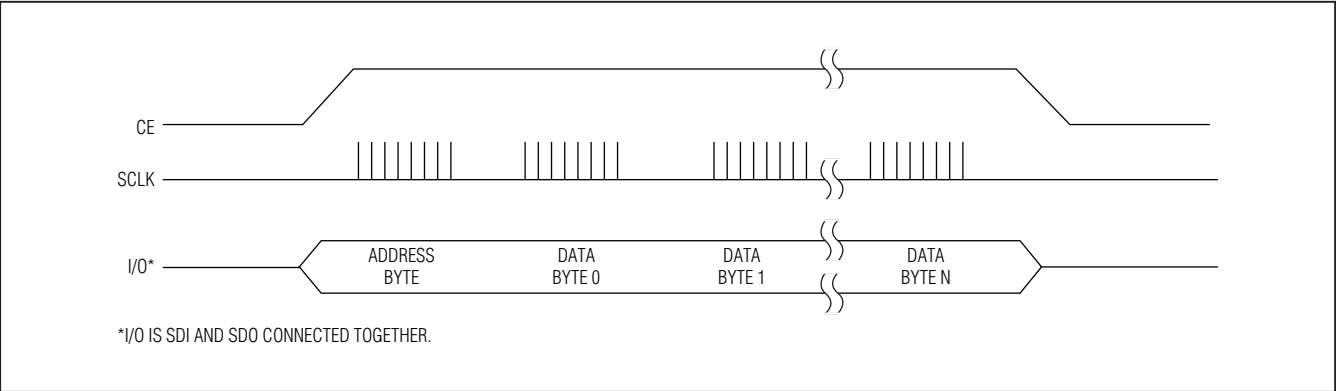 CE
SCLK
I/O*
ADDRESS
BYTE
DATA
BYTE 0
DATA
BYTE 1
DATA
BYTE N
*I/O IS SDI AND SDO CONNECTED TOGETHER.